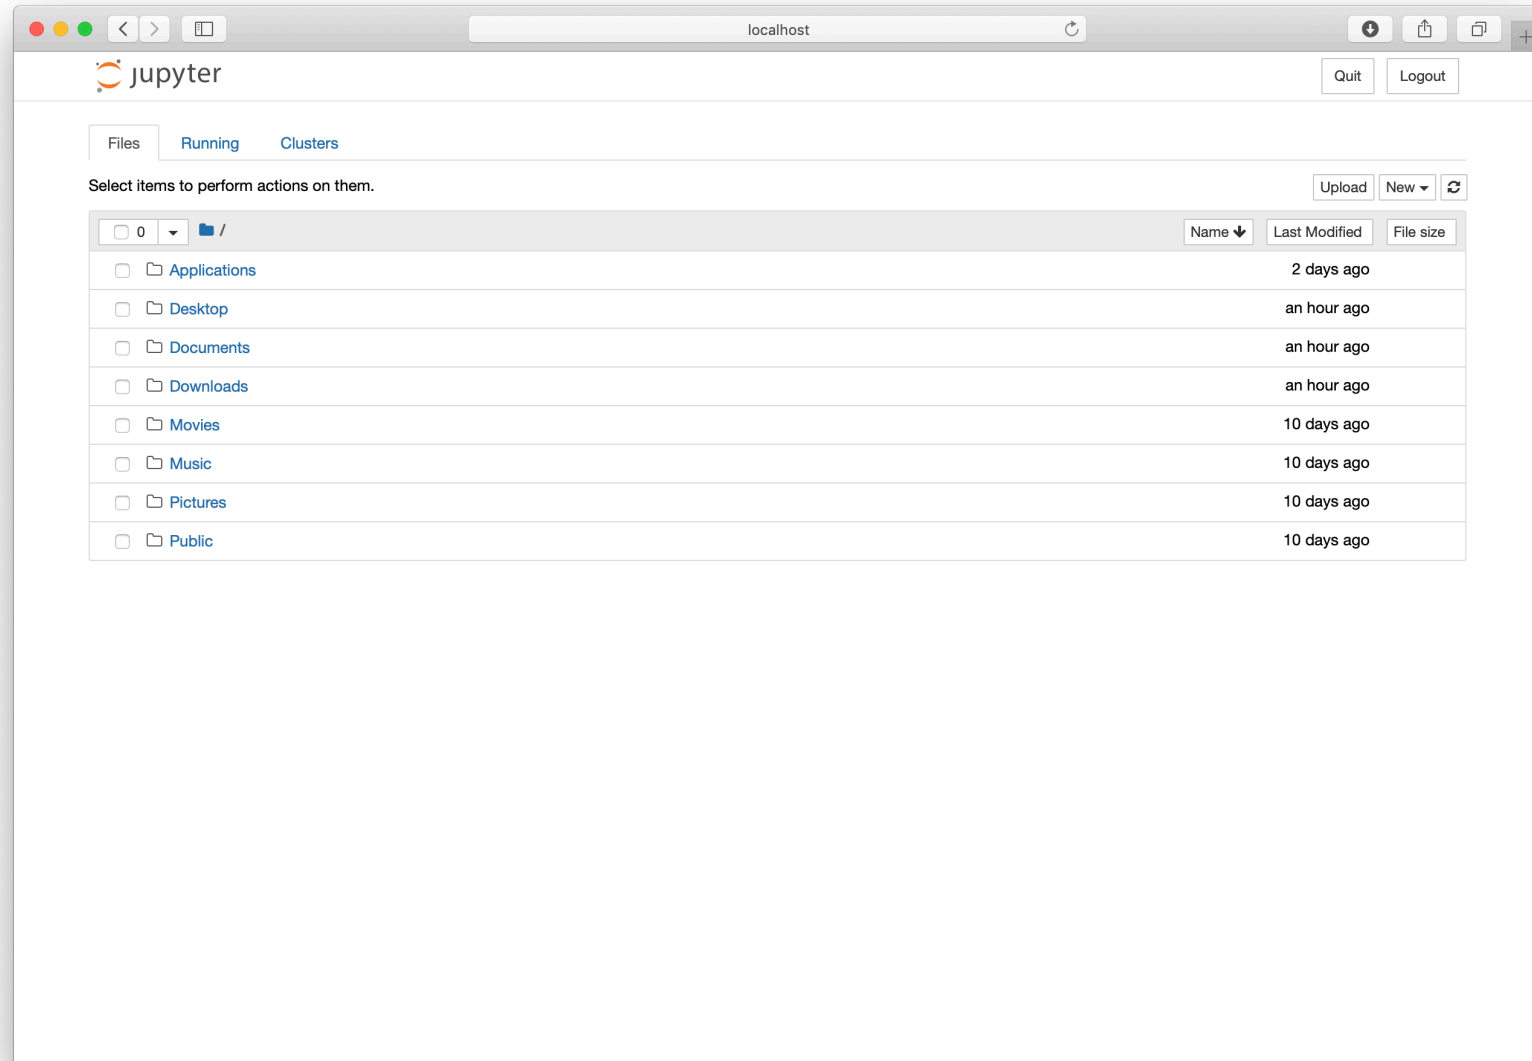 localhost
jupyter
Quit Logout
Files Running Clusters
Select items to perform actions on them.
Upload New
0 / Name Last Modified File size
Applications 2 days ago
Desktop an hour ago
Documents an hour ago
Downloads an hour ago
Movies 10 days ago
Music 10 days ago
Pictures 10 days ago
Public 10 days ago